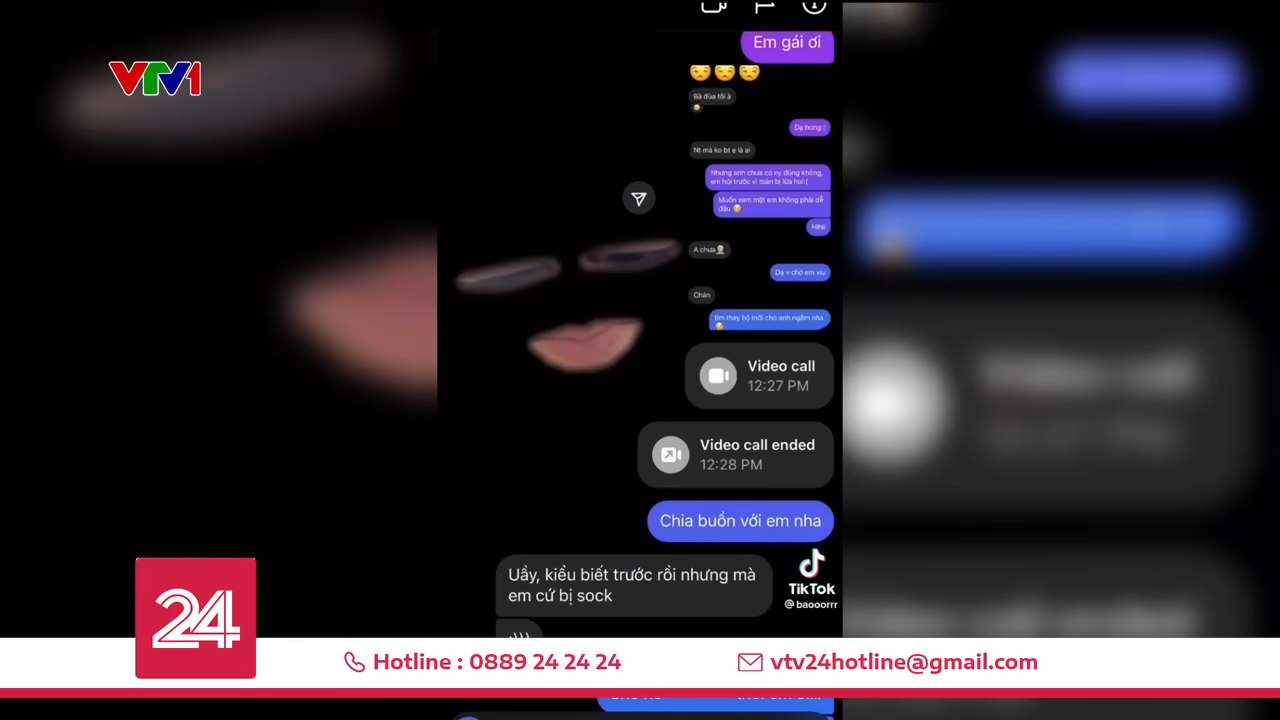 VTV1
Em gái ơi
Bà đùa tôi à
Dạ hong:(
Nt mà ko bt e là ai
Nhưng anh chưa có ny đúng không,
em hỏi trước vì toàn bị lừa hoi:(
Muốn xem mặt em không phải dễ
đâu
Hihi
A chưa
Dạ v chờ em xíu
Chán
Em thay bộ mới cho anh ngắm nha
Video call
12:27 PM
Video call
Video call ended
12:28 PM
Chia buồn với em nha
Uầy, kiểu biết trước rồi nhưng mà
em cứ bị sock
TikTok
@baooorrr
24
Hotline : 0889 24 24 24
vtv24hotline@gmail.com